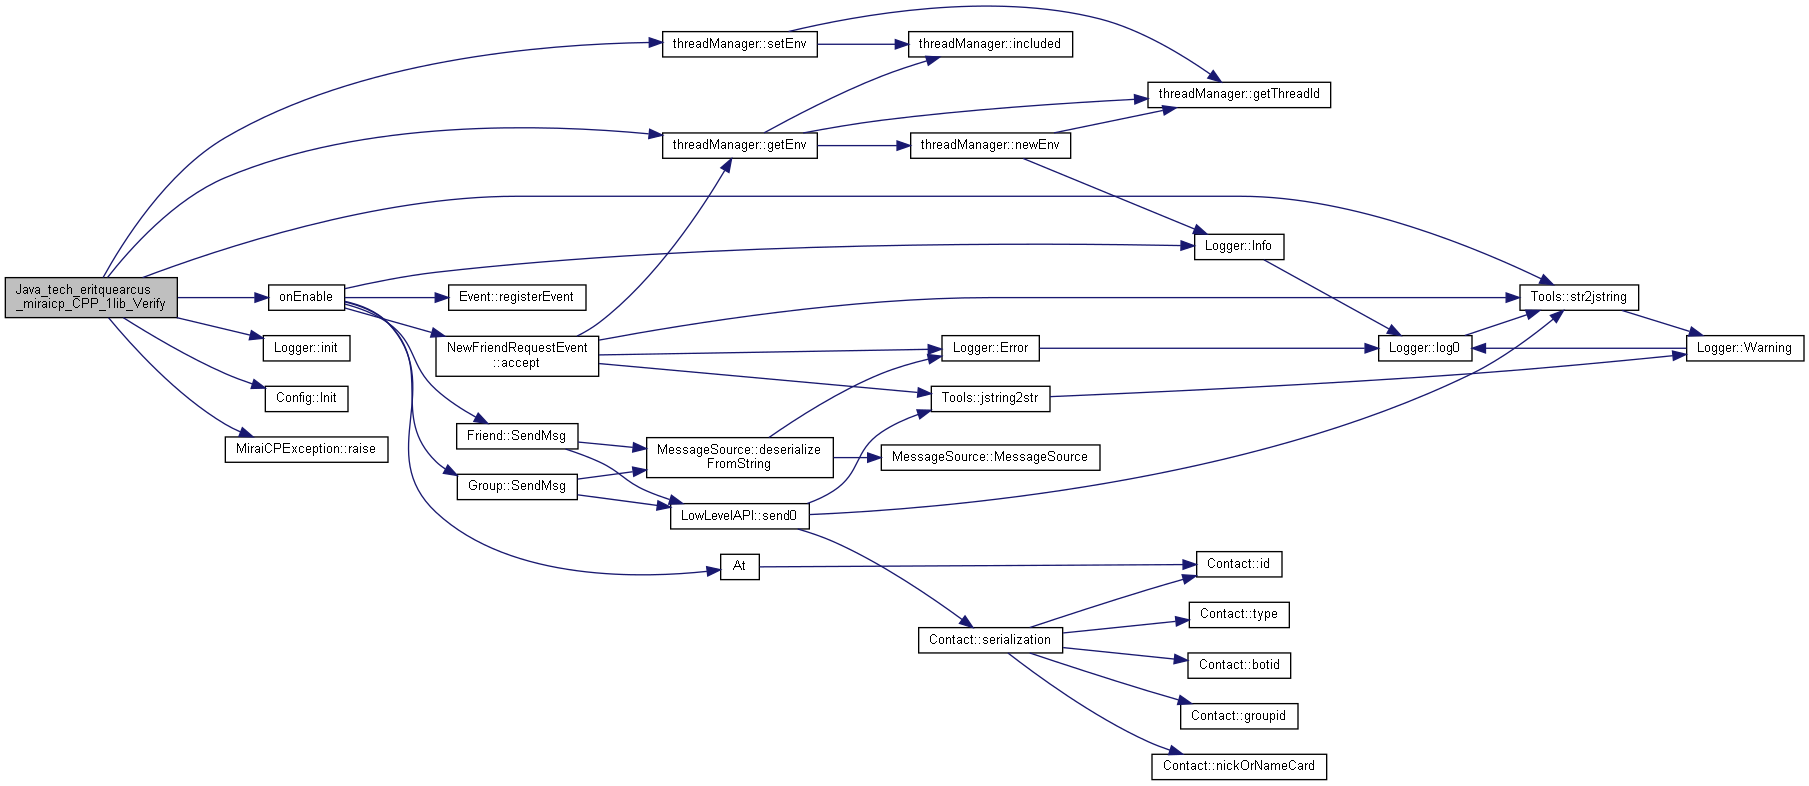 threadManager::setEnv
threadManager::included
threadManager::getThreadId
threadManager::getEnv
threadManager::newEnv
Logger::Info
Java_tech_eritquearcus
_miraicp_CPP_1lib_Verify
onEnable
Event::registerEvent
Tools::str2jstring
Logger::init
NewFriendRequestEvent
::accept
Logger::Error
Logger::log0
Logger::Warning
Config::Init
Tools::jstring2str
MiraiCPException::raise
Friend::SendMsg
MessageSource::deserialize
FromString
MessageSource::MessageSource
Group::SendMsg
LowLevelAPI::send0
At
Contact::id
Contact::type
Contact::serialization
Contact::botid
Contact::groupid
Contact::nickOrNameCard